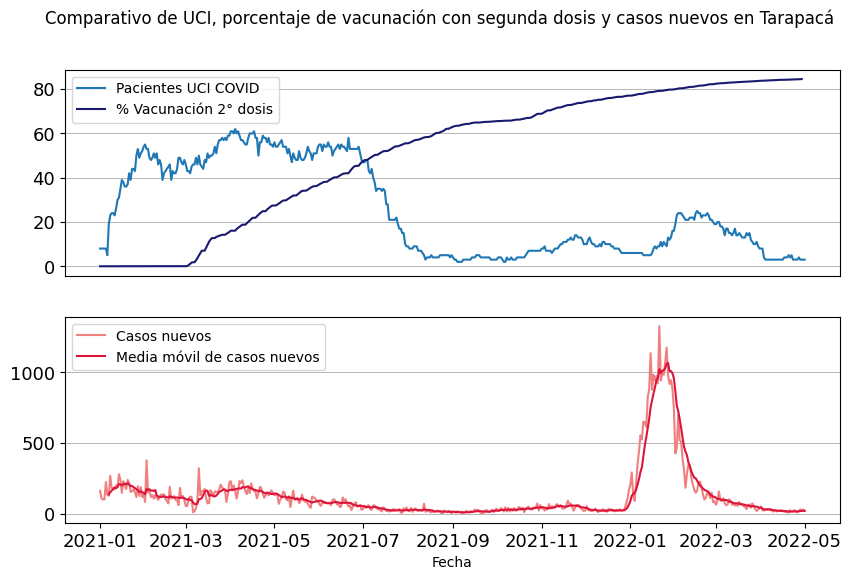 Comparativo de UCI, porcentaje de vacunación con segunda dosis y casos nuevos en Tarapacá
80
60
40
20
0
Pacientes UCI COVID
% Vacunación 2° dosis
1000
500
0
Casos nuevos
Media móvil de casos nuevos
2021-01 2021-03 2021-05 2021-07 2021-09 2021-11 2022-01 2022-03 2022-05
Fecha